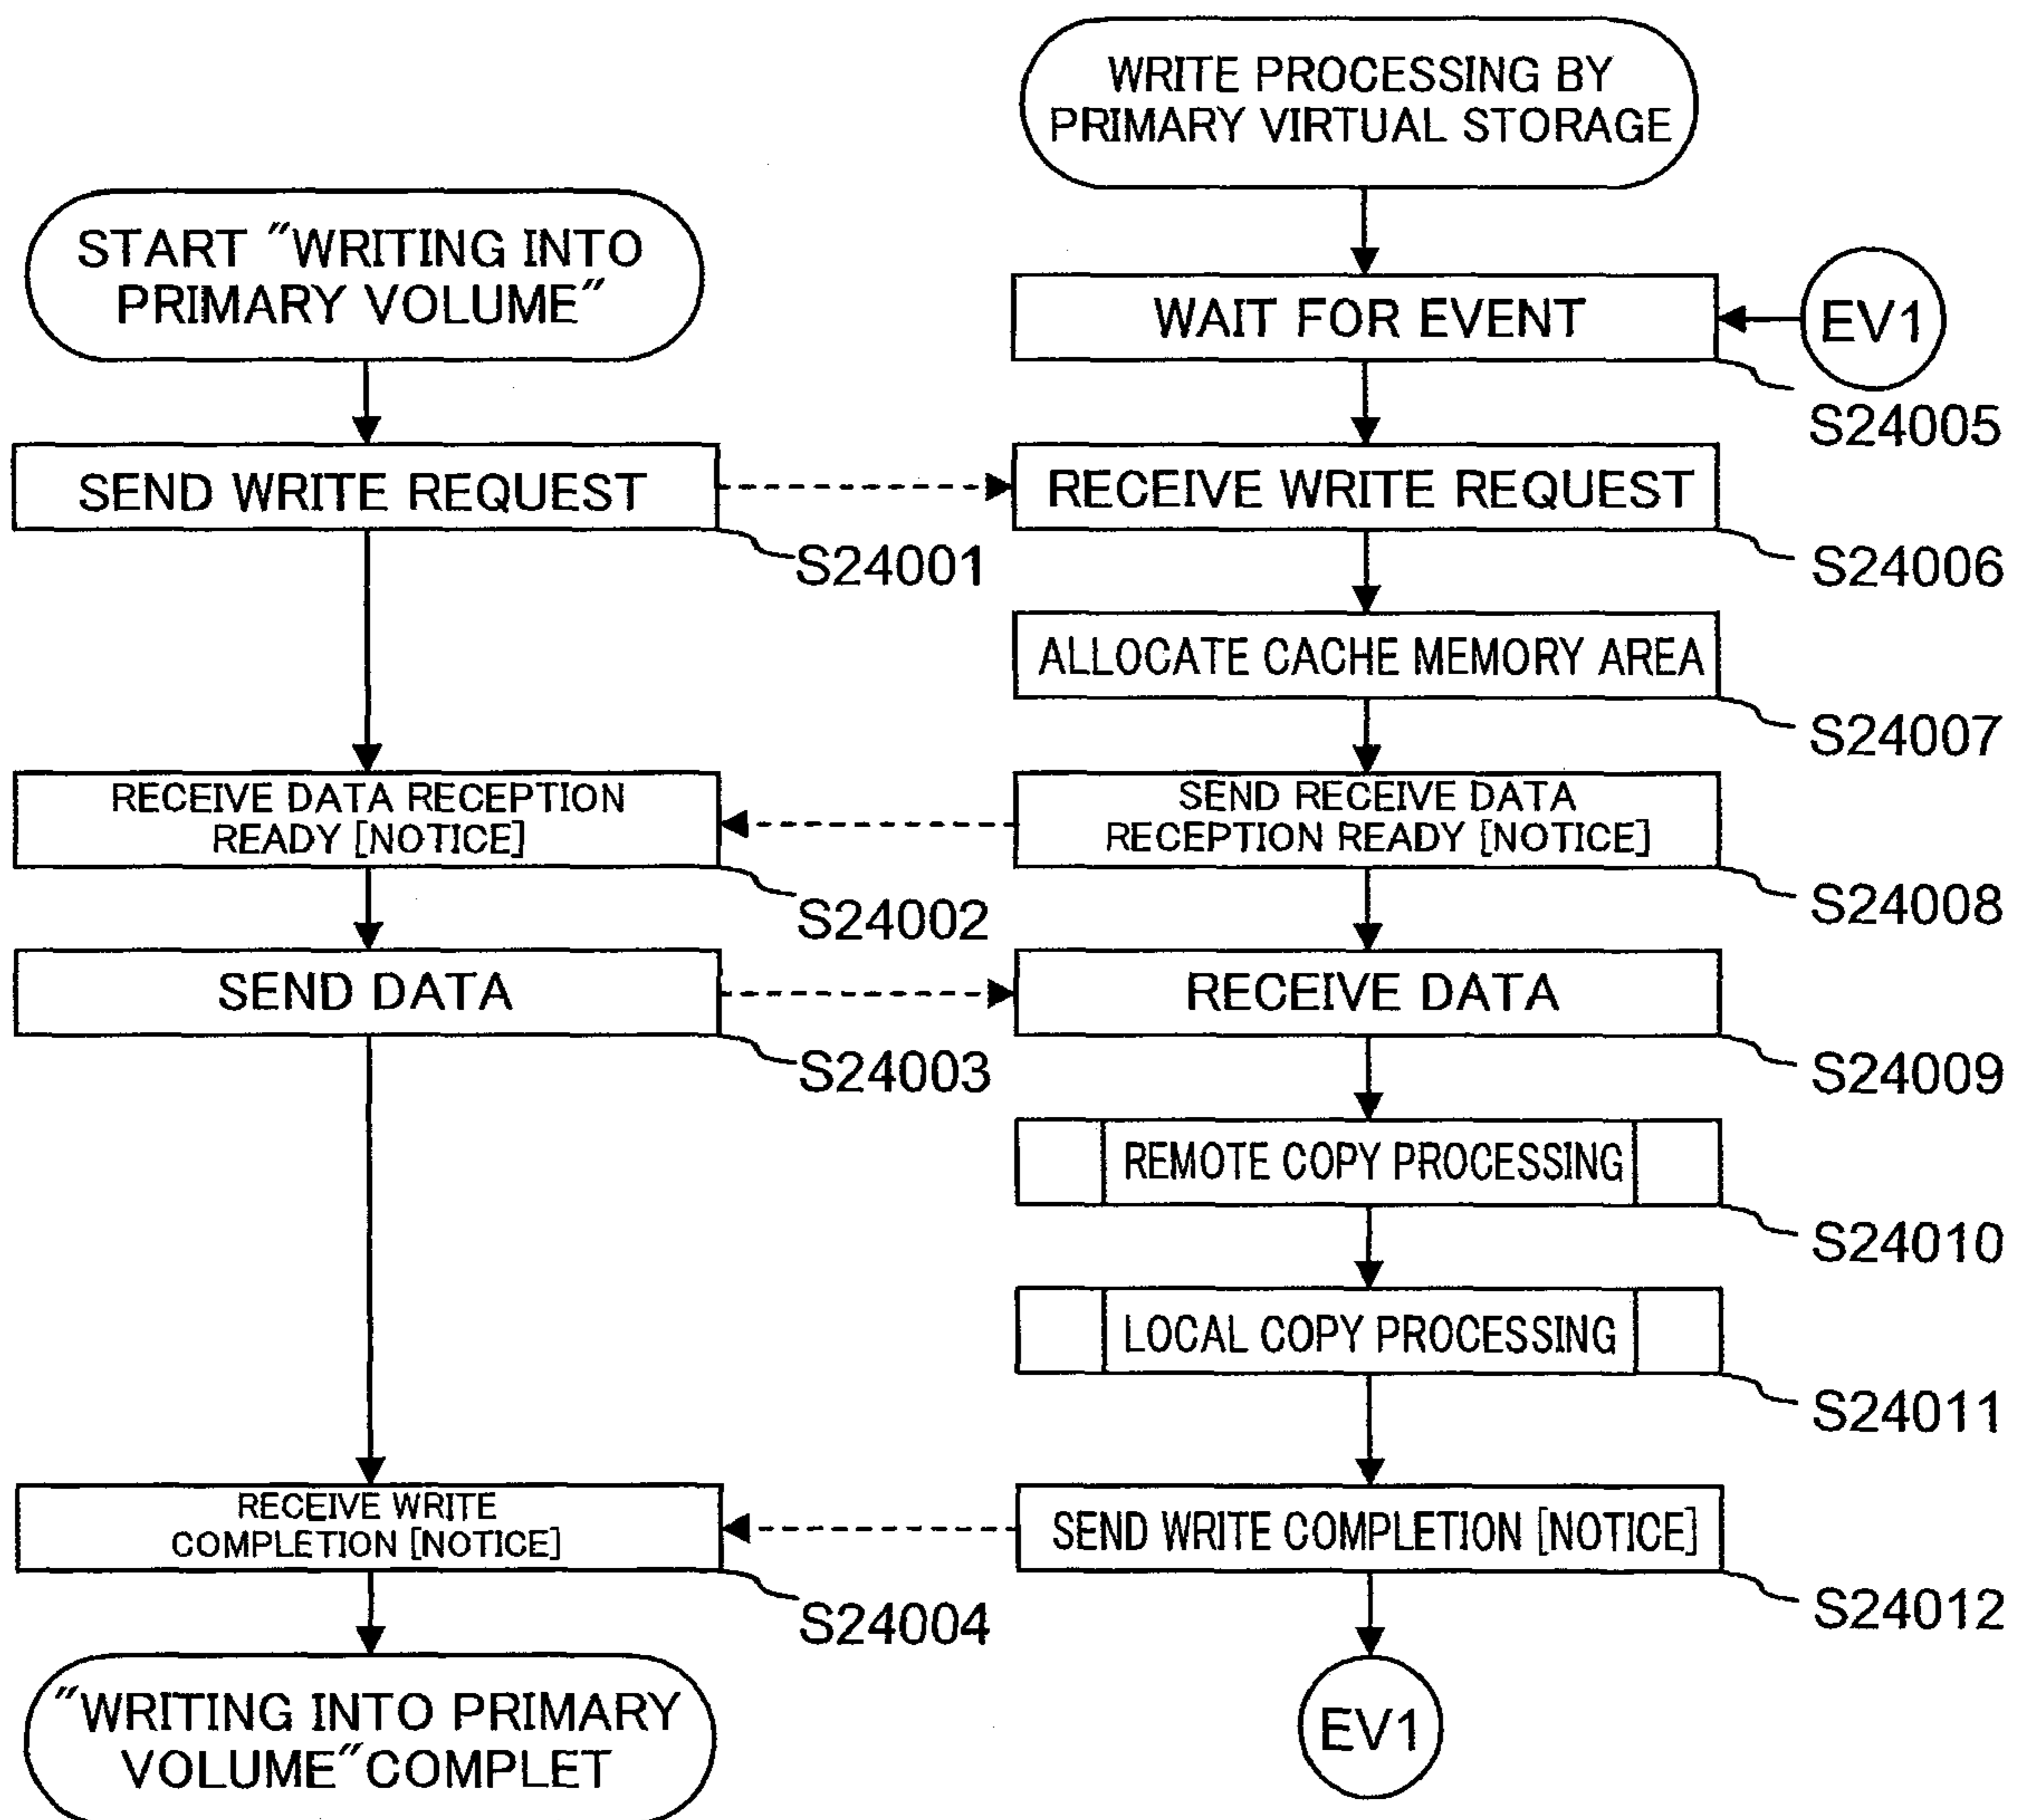 WRITE PROCESSING BY
PRIMARY VIRTUAL STORAGE
START "WRITING INTO
PRIMARY VOLUME"
WAIT FOR EVENT
EV1
S24005
SEND WRITE REQUEST
S24001
RECEIVE WRITE REQUEST
S24006
ALLOCATE CACHE MEMORY AREA
S24007
RECEIVE DATA RECEPTION
READY [NOTICE]
S24002
SEND RECEIVE DATA
RECEPTION READY [NOTICE]
S24008
SEND DATA
S24003
RECEIVE DATA
S24009
REMOTE COPY PROCESSING
S24010
LOCAL COPY PROCESSING
S24011
RECEIVE WRITE
COMPLETION [NOTICE]
S24004
SEND WRITE COMPLETION [NOTICE]
S24012
"WRITING INTO PRIMARY
VOLUME" COMPLET
EV1